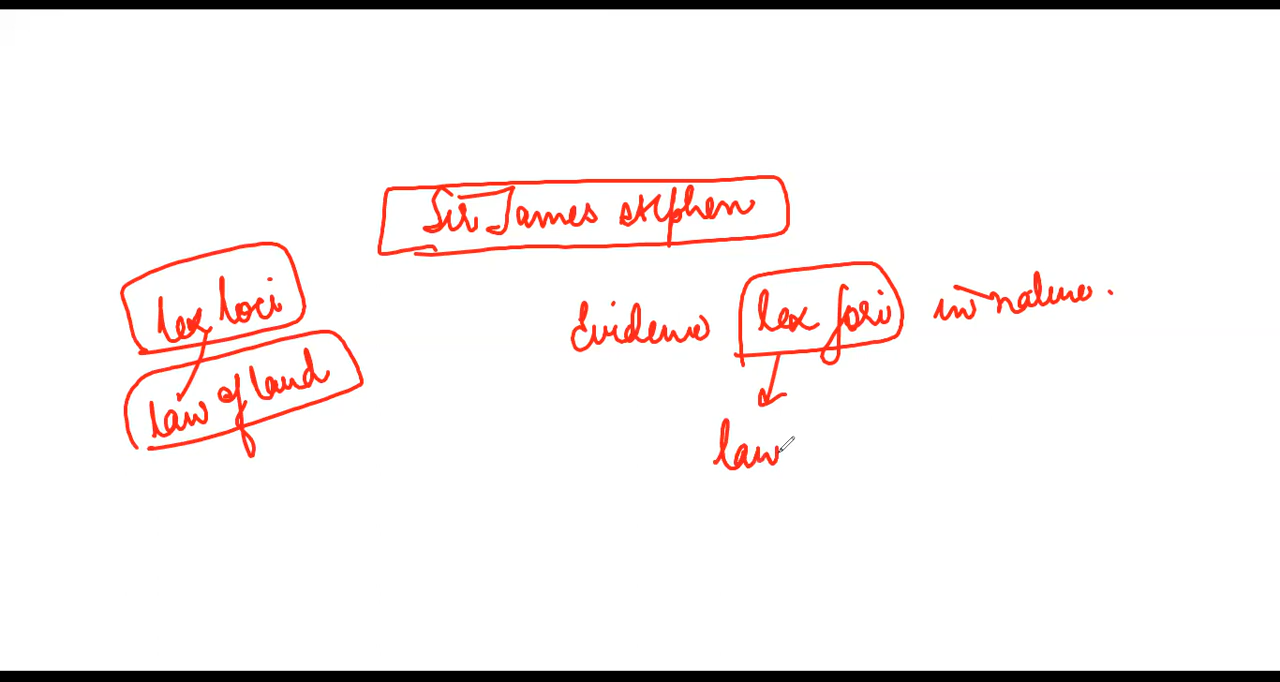 Sir James Stephen
lex loci
law of land
Evidence lex fori in nature.
law